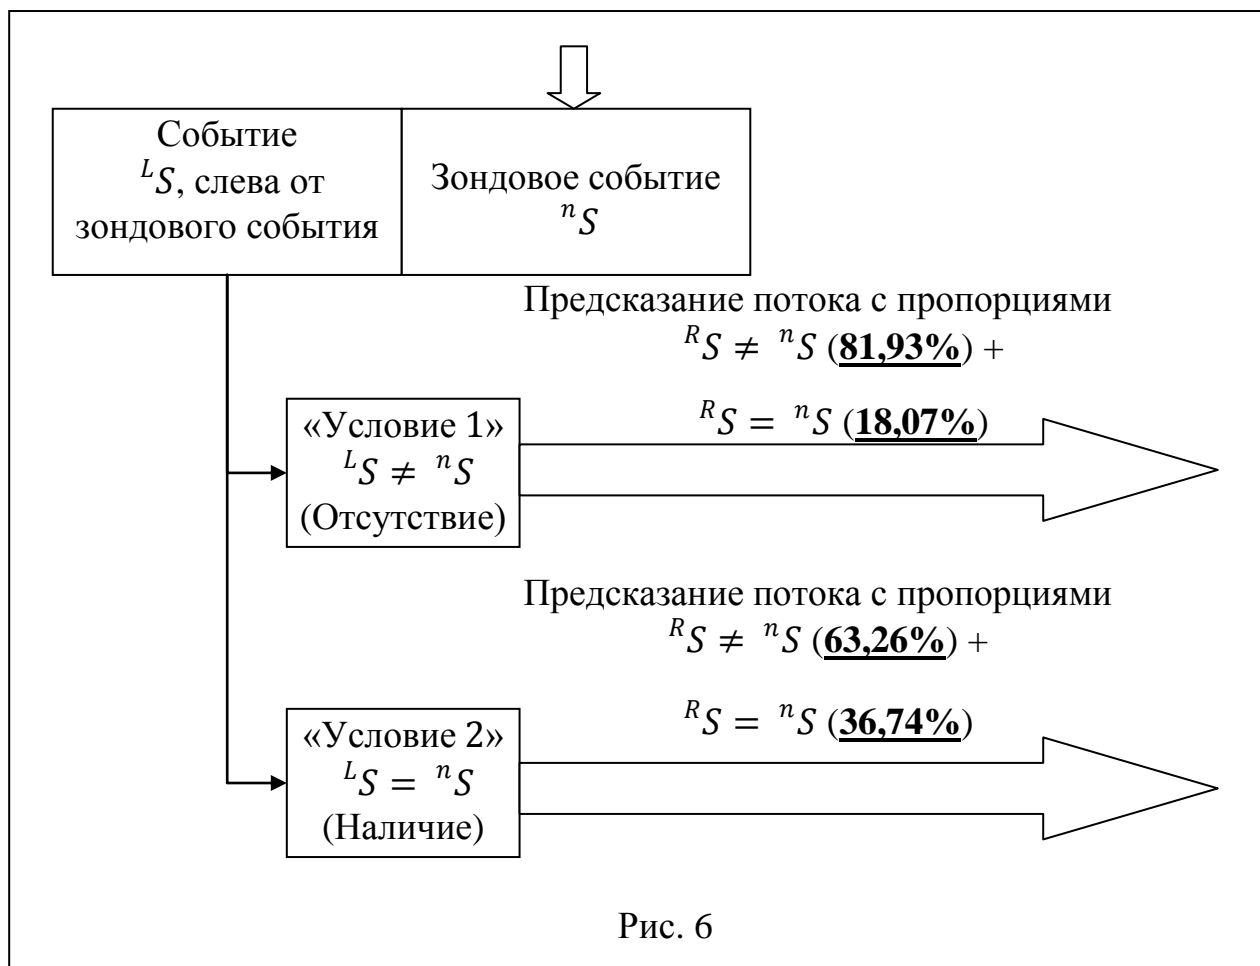 Событие
ᴸS, слева от
зондового события
Зондовое событие
ⁿS
Предсказание потока с пропорциями
ᴿS ≠ ⁿS (81,93%) +
ᴿS = ⁿS (18,07%)
«Условие 1»
ᴸS ≠ ⁿS
(Отсутствие)
Предсказание потока с пропорциями
ᴿS ≠ ⁿS (63,26%) +
ᴿS = ⁿS (36,74%)
«Условие 2»
ᴸS = ⁿS
(Наличие)
Рис. 6